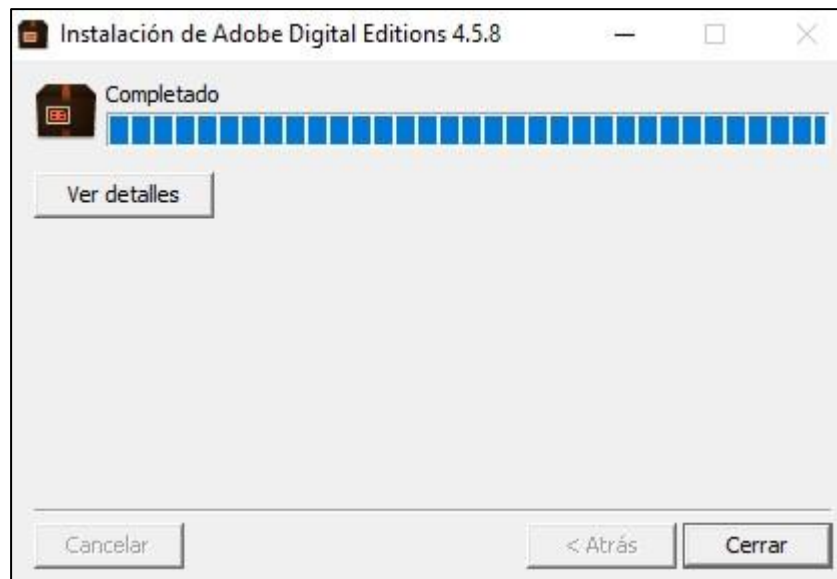 Instalación de Adobe Digital Editions 4.5.8
Completado
Ver detalles
Cancelar
< Atrás
Cerrar